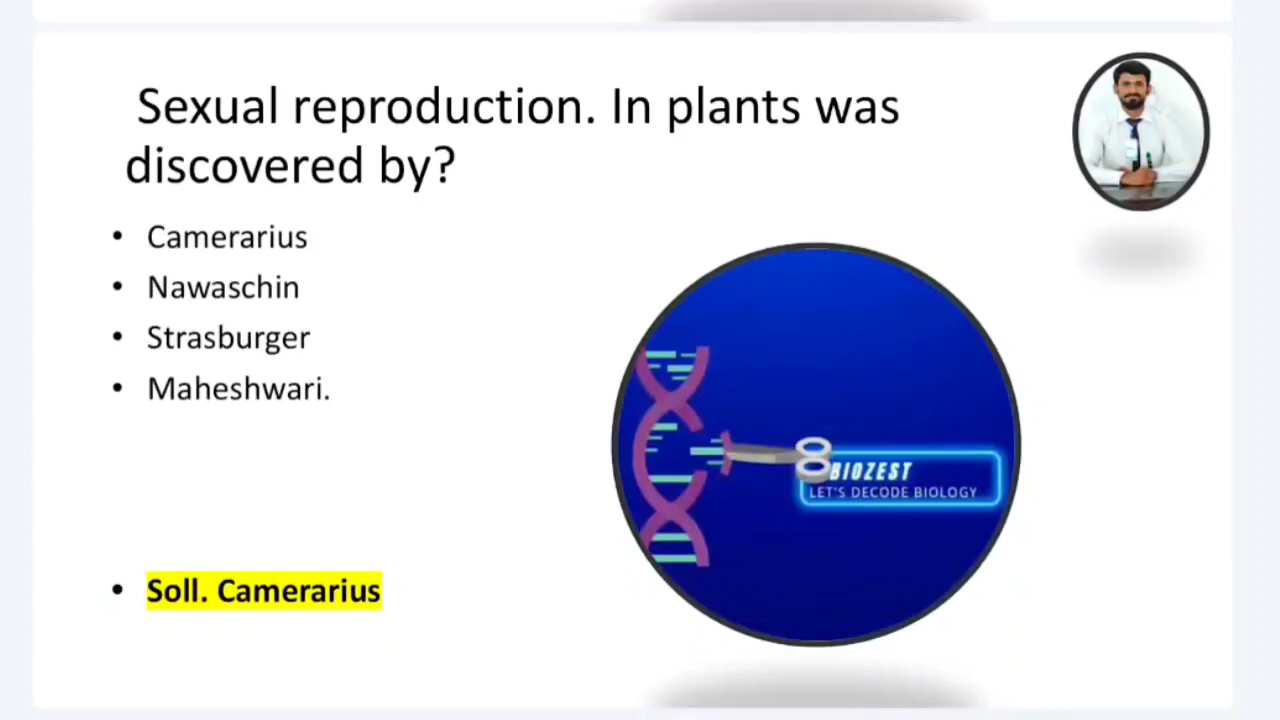 Sexual reproduction. In plants was
discovered by?
• Camerarius
• Nawaschin
• Strasburger
• Maheshwari.
BIOZEST
LET'S DECODE BIOLOGY
• Soll. Camerarius